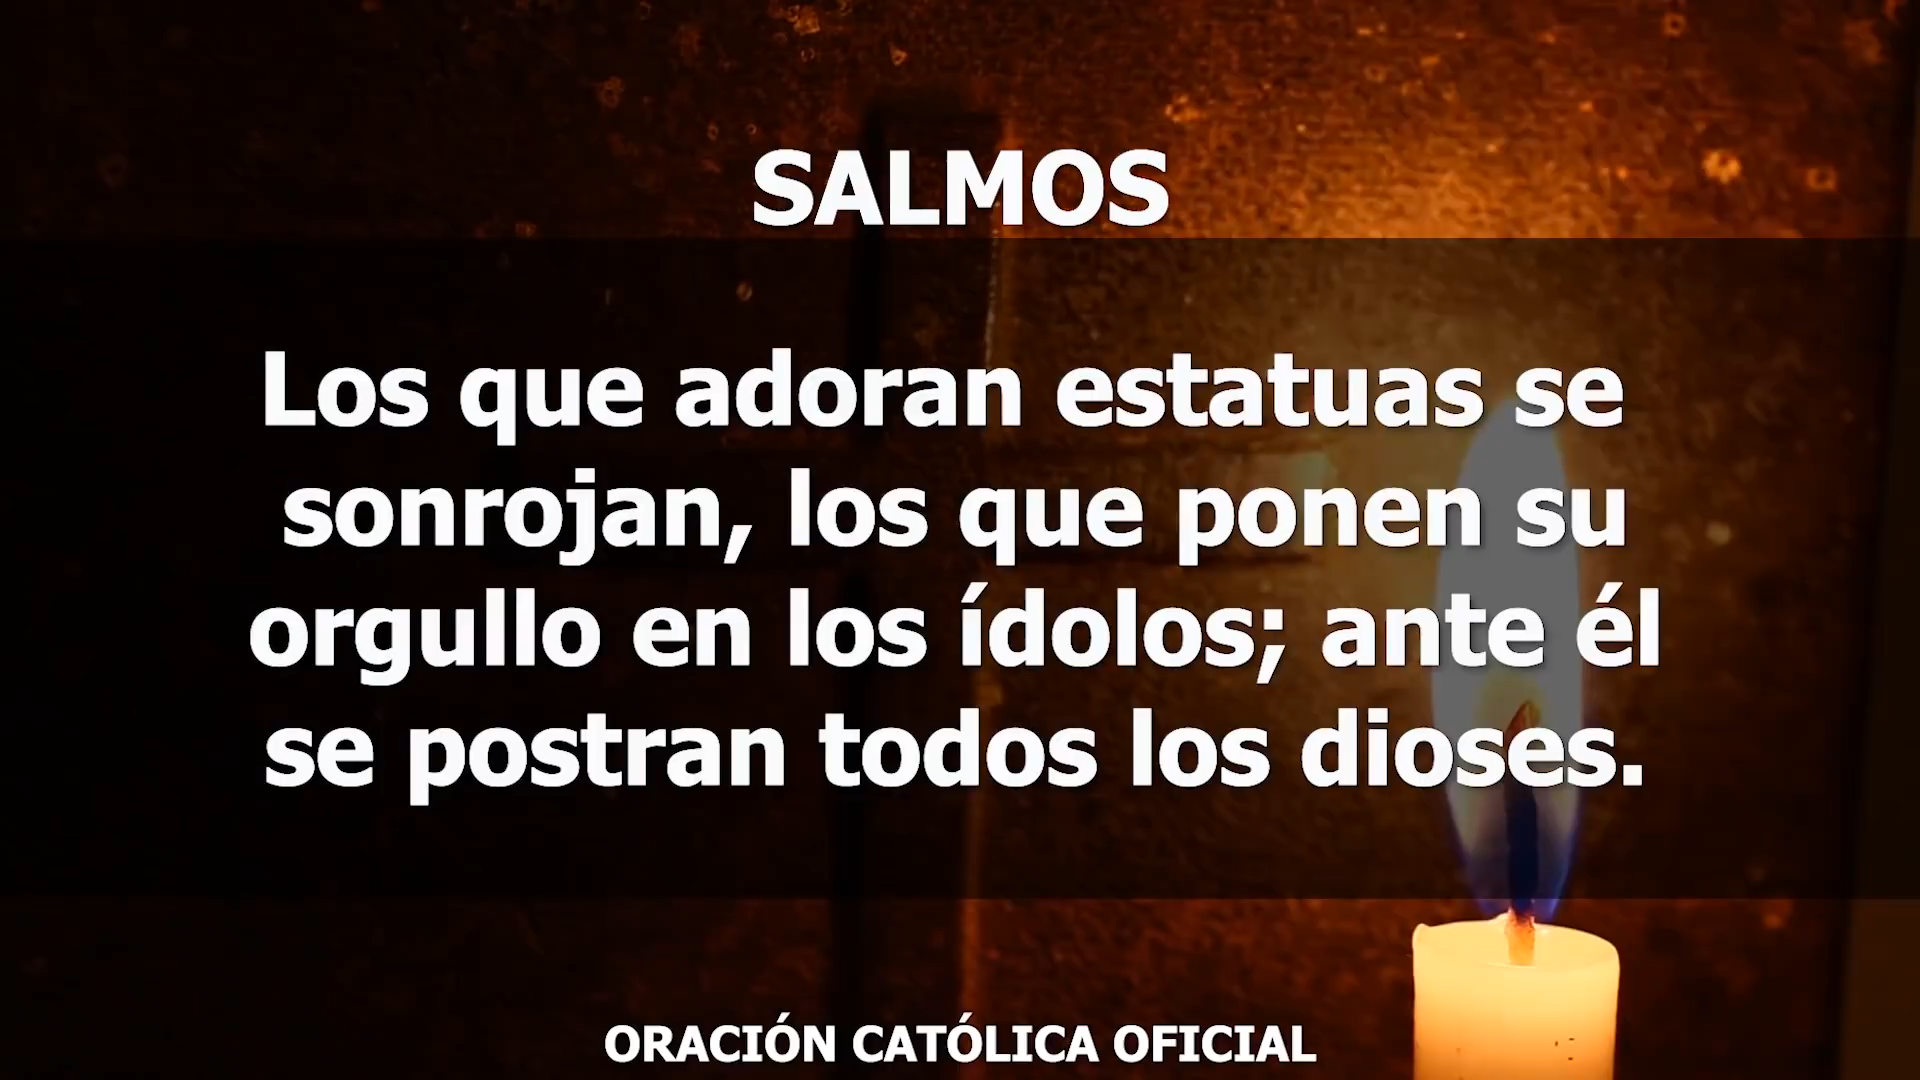 SALMOS
Los que adoran estatuas se
sonrojan, los que ponen su
orgullo en los ídolos; ante él
se postran todos los dioses.
ORACIÓN CATÓLICA OFICIAL